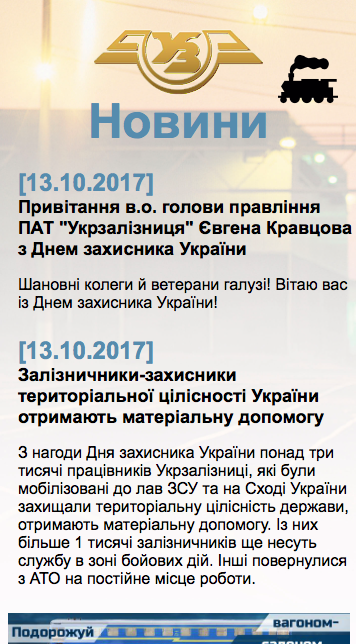 УЗ
Новини
[13.10.2017]
Привітання в.о. голови правління
ПАТ "Укрзалізниця" Євгена Кравцова
з Днем захисника України
Шановні колеги й ветерани галузі! Вітаю вас
із Днем захисника України!
[13.10.2017]
Залізничники-захисники
територіальної цілісності України
отримають матеріальну допомогу
З нагоди Дня захисника України понад три
тисячі працівників Укрзалізниці, які були
мобілізовані до лав ЗСУ та на Сході України
захищали територіальну цілісність держави,
отримають матеріальну допомогу. Із них
більше 1 тисячі залізничників ще несуть
службу в зоні бойових дій. Інші повернулися
з АТО на постійне місце роботи.
вагоном-
Подорожуй